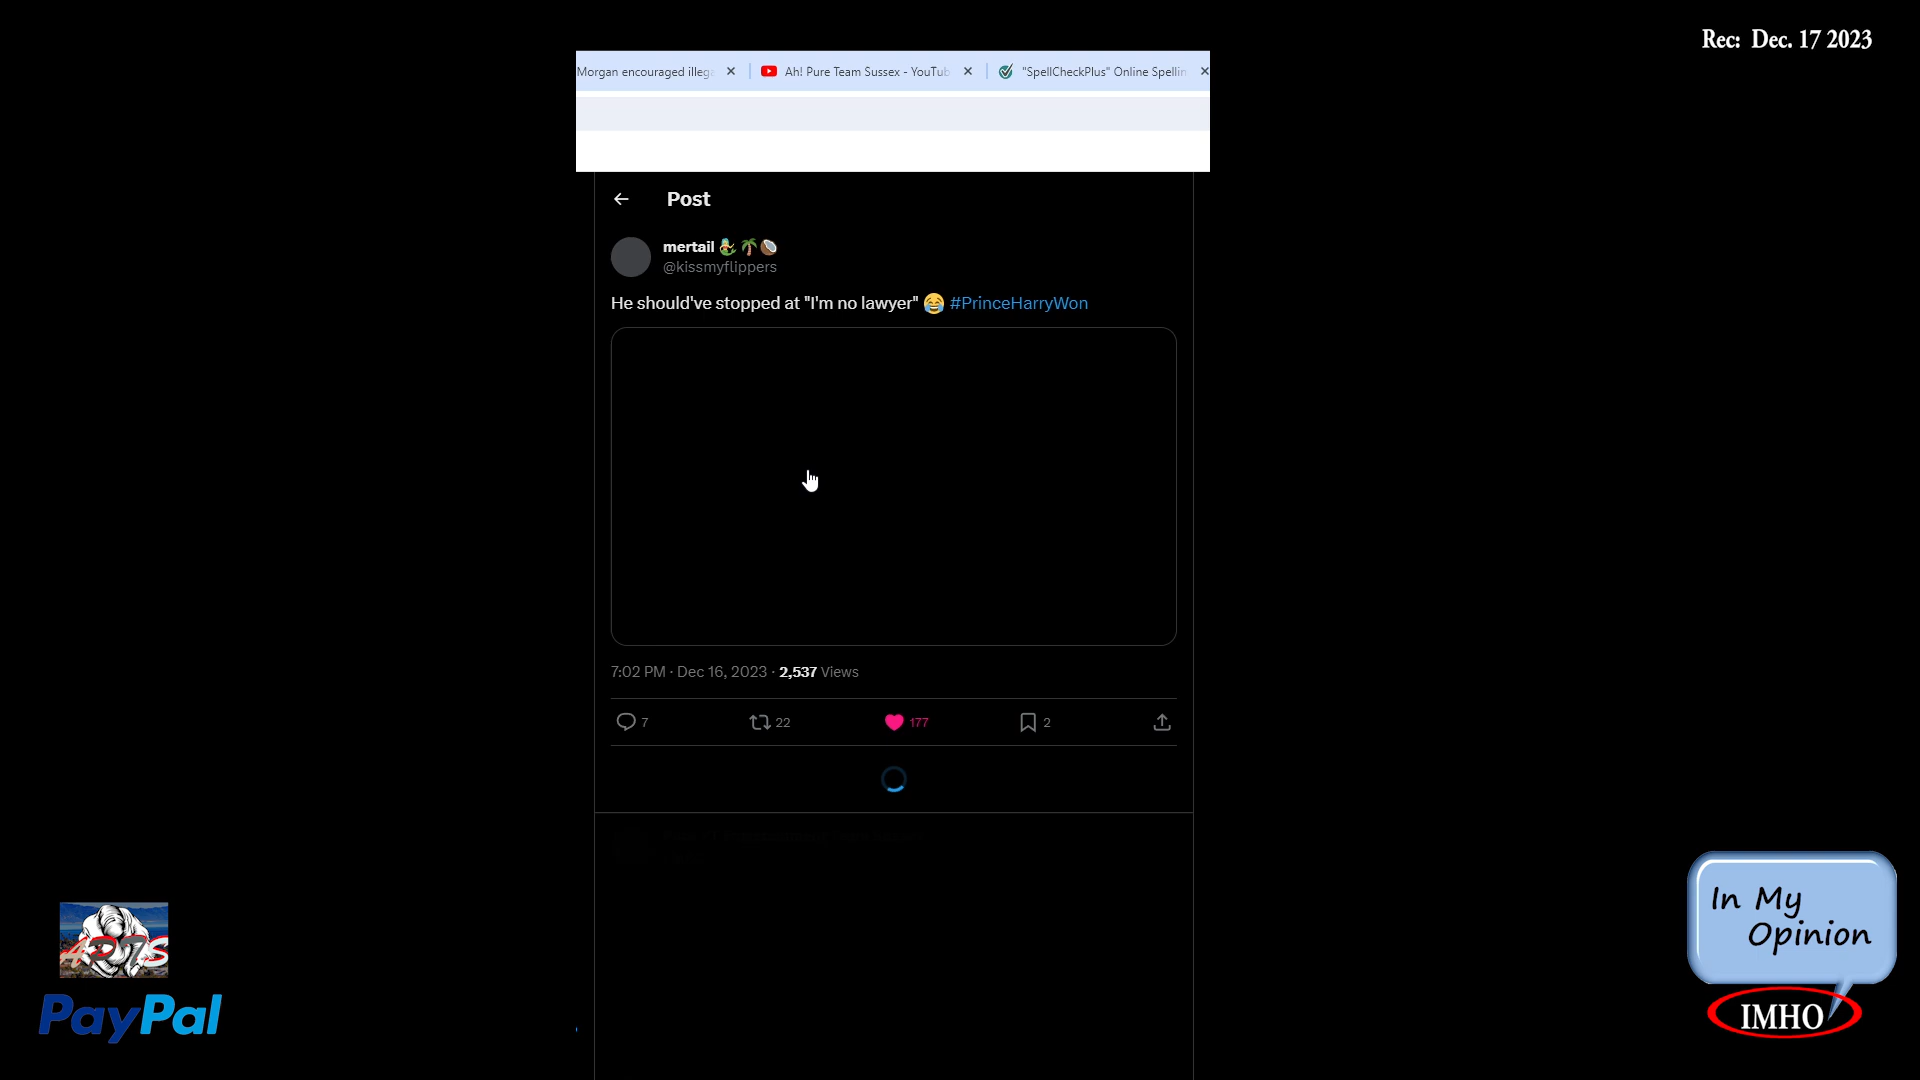 Rec: Dec. 17 2023
Morgan encouraged illeg
Ah! Pure Team Sussex - YouTub
"SpellCheckPlus" Online Spellin
Post
mertail 🧜‍♂️🌴🥥
@kissmyflippers
He should've stopped at "I'm no lawyer" 😂 #PrinceHarryWon
7:02 PM · Dec 16, 2023 · 2,537 Views
7
22
177
2
APTS
PayPal
In My
Opinion
IMHO